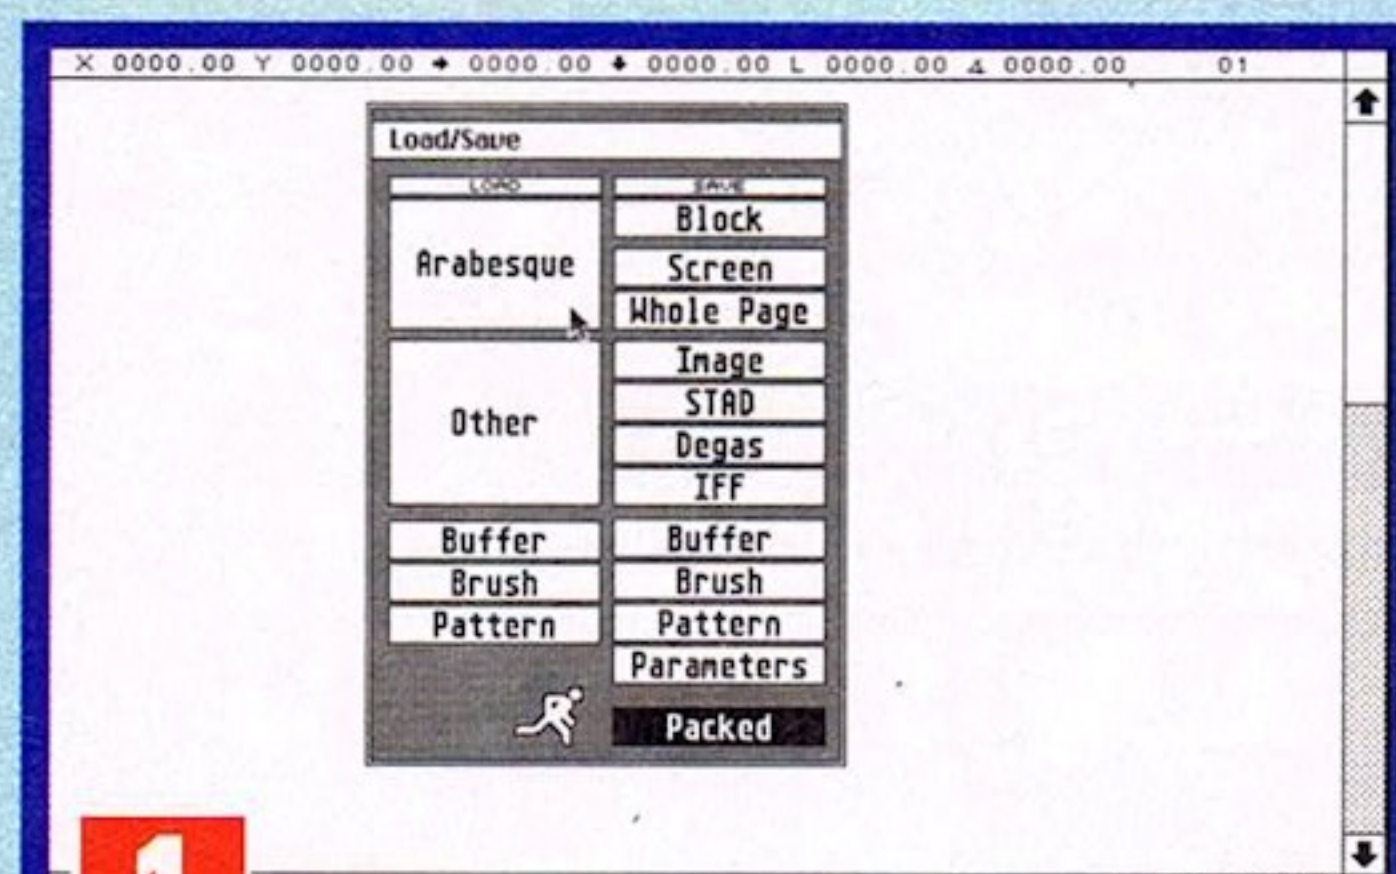 X 0000.00 Y 0000.00 → 0000.00 ↓ 0000.00 L 0000.00 ∡ 0000.00 01
Load/Save
LOAD
Arabesque
Other
Buffer
Brush
Pattern
SAVE
Block
Screen
Whole Page
Image
STAD
Degas
IFF
Buffer
Brush
Pattern
Parameters
Packed
1